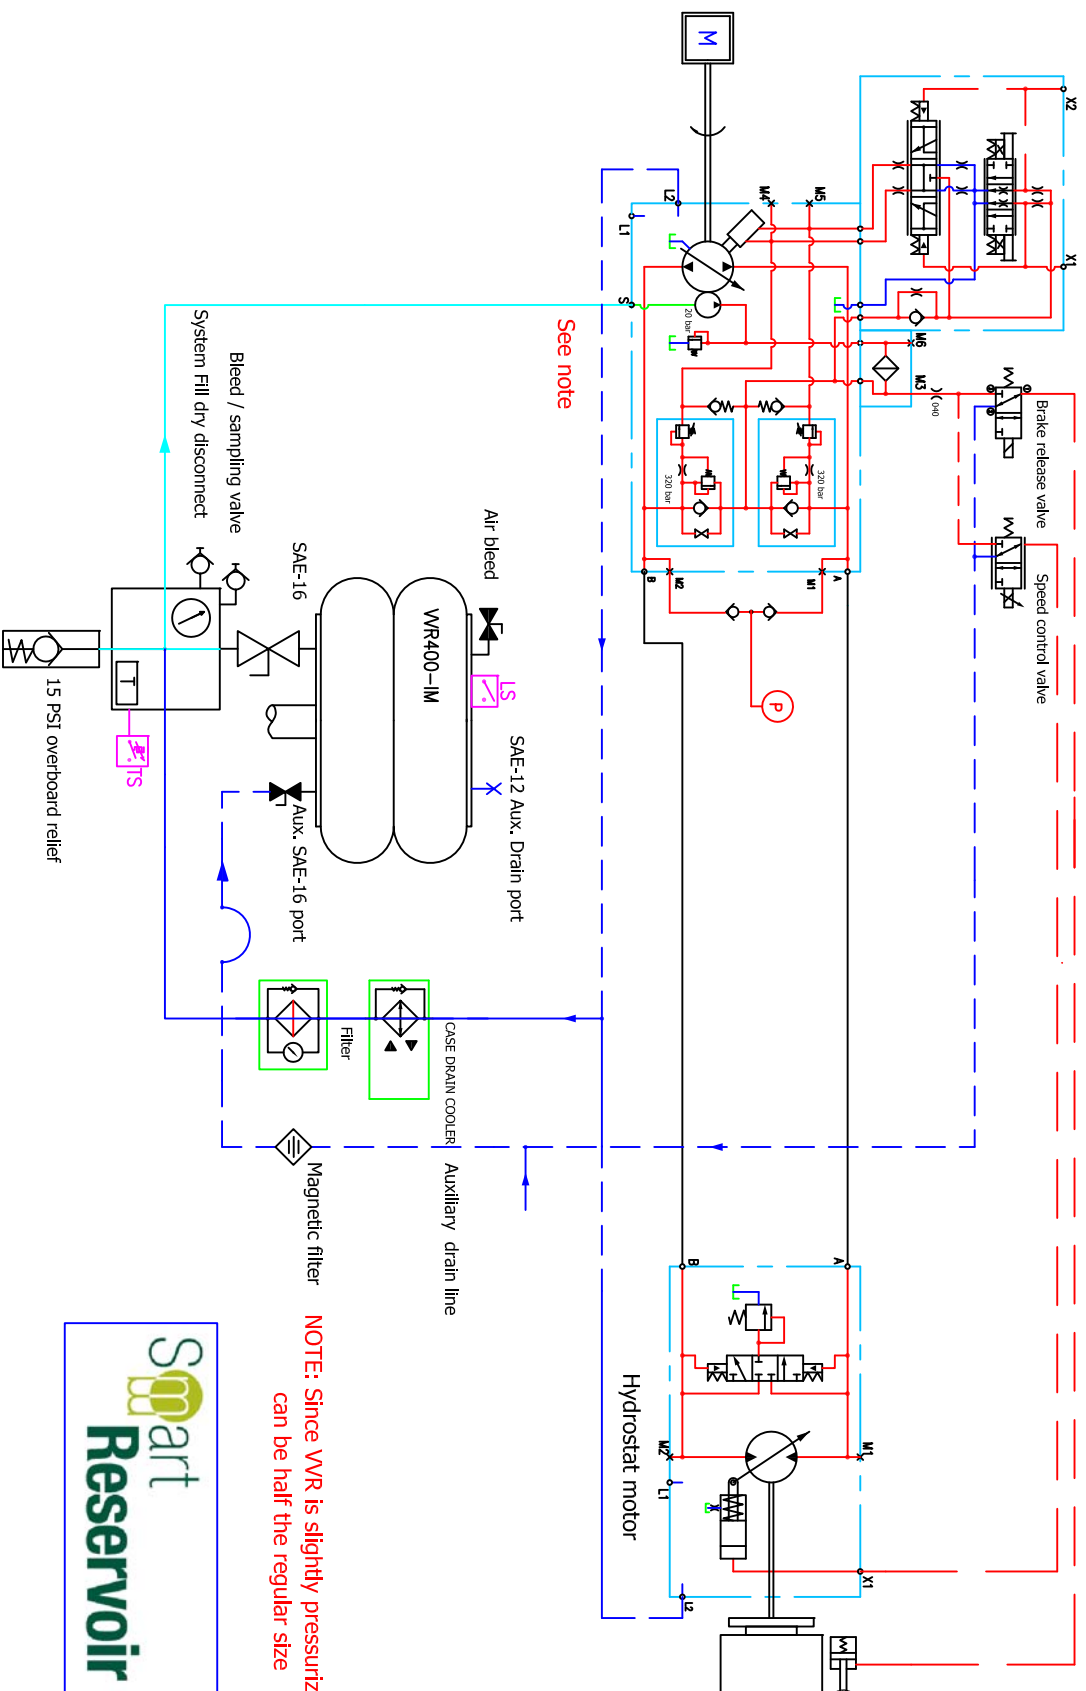 M
X2
X1
M4
M5
L2
L1
S
20 bar
M6
M3
040
Brake release valve
Speed control valve
320 bar
320 bar
B
M2
M1
A
P
See note
System Fill dry disconnect
Bleed / sampling valve
SAE-16
Air bleed
VVR400-IM
LS
SAE-12 Aux. Drain port
T
TS
15 PSI overboard relief
Aux. SAE-16 port
Filter
CASE DRAIN COOLER
Magnetic filter
Auxiliary drain line
B
A
Hydrostat motor
M2
M1
L1
L2
X1
NOTE: Since VVR is slightly pressuriz
can be half the regular size
Smart
Reservoir